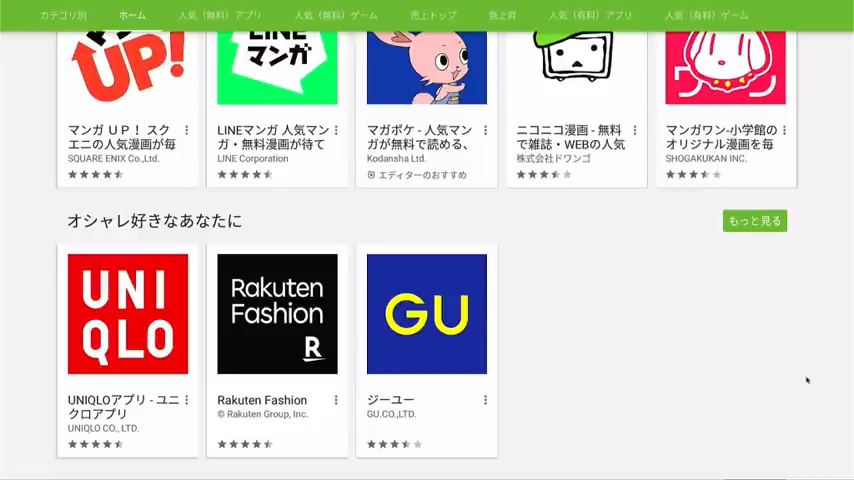 カテゴリ別 ホーム 人気（無料）アプリ 人気（無料）ゲーム 売上トップ 急上昇 人気（有料）アプリ 人気（有料）ゲーム
UP!
LINE
マンガ
ワン
マンガＵＰ！ スク
エニの人気漫画が毎
SQUARE ENIX Co.,Ltd.
LINEマンガ 人気マン
ガ・無料漫画が待て
LINE Corporation
マガポケ - 人気マン
ガが無料で読める、
Kodansha Ltd.
エディターのおすすめ
ニコニコ漫画 - 無料
で雑誌・WEBの人気
株式会社ドワンゴ
マンガワン-小学館の
オリジナル漫画を毎
SHOGAKUKAN INC.
オシャレ好きなあなたに
もっと見る
UNI
QLO
Rakuten
Fashion
R
GU
UNIQLOアプリ - ユニ
クロアプリ
UNIQLO CO., LTD.
Rakuten Fashion
© Rakuten Group, Inc.
ジーユー
GU.CO.,LTD.